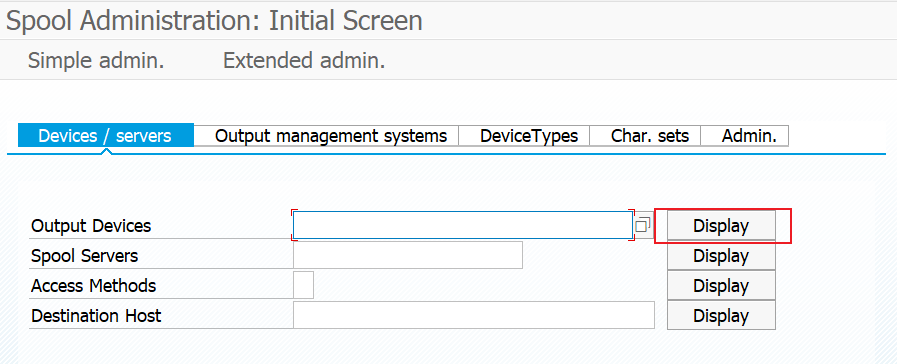 Spool Administration: Initial Screen
Simple admin. Extended admin.
Devices / servers Output management systems DeviceTypes Char. sets Admin.
Output Devices Display
Spool Servers Display
Access Methods Display
Destination Host Display